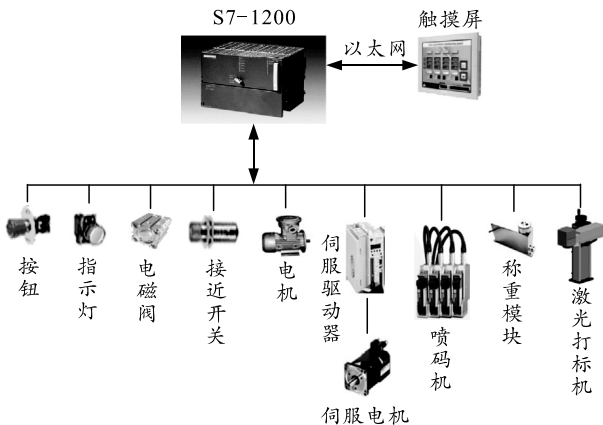 S7-1200
触摸屏
以太网
按钮
指示灯
电磁阀
接近开关
电机
伺服驱动器
喷码机
称重模块
激光打标机
伺服电机